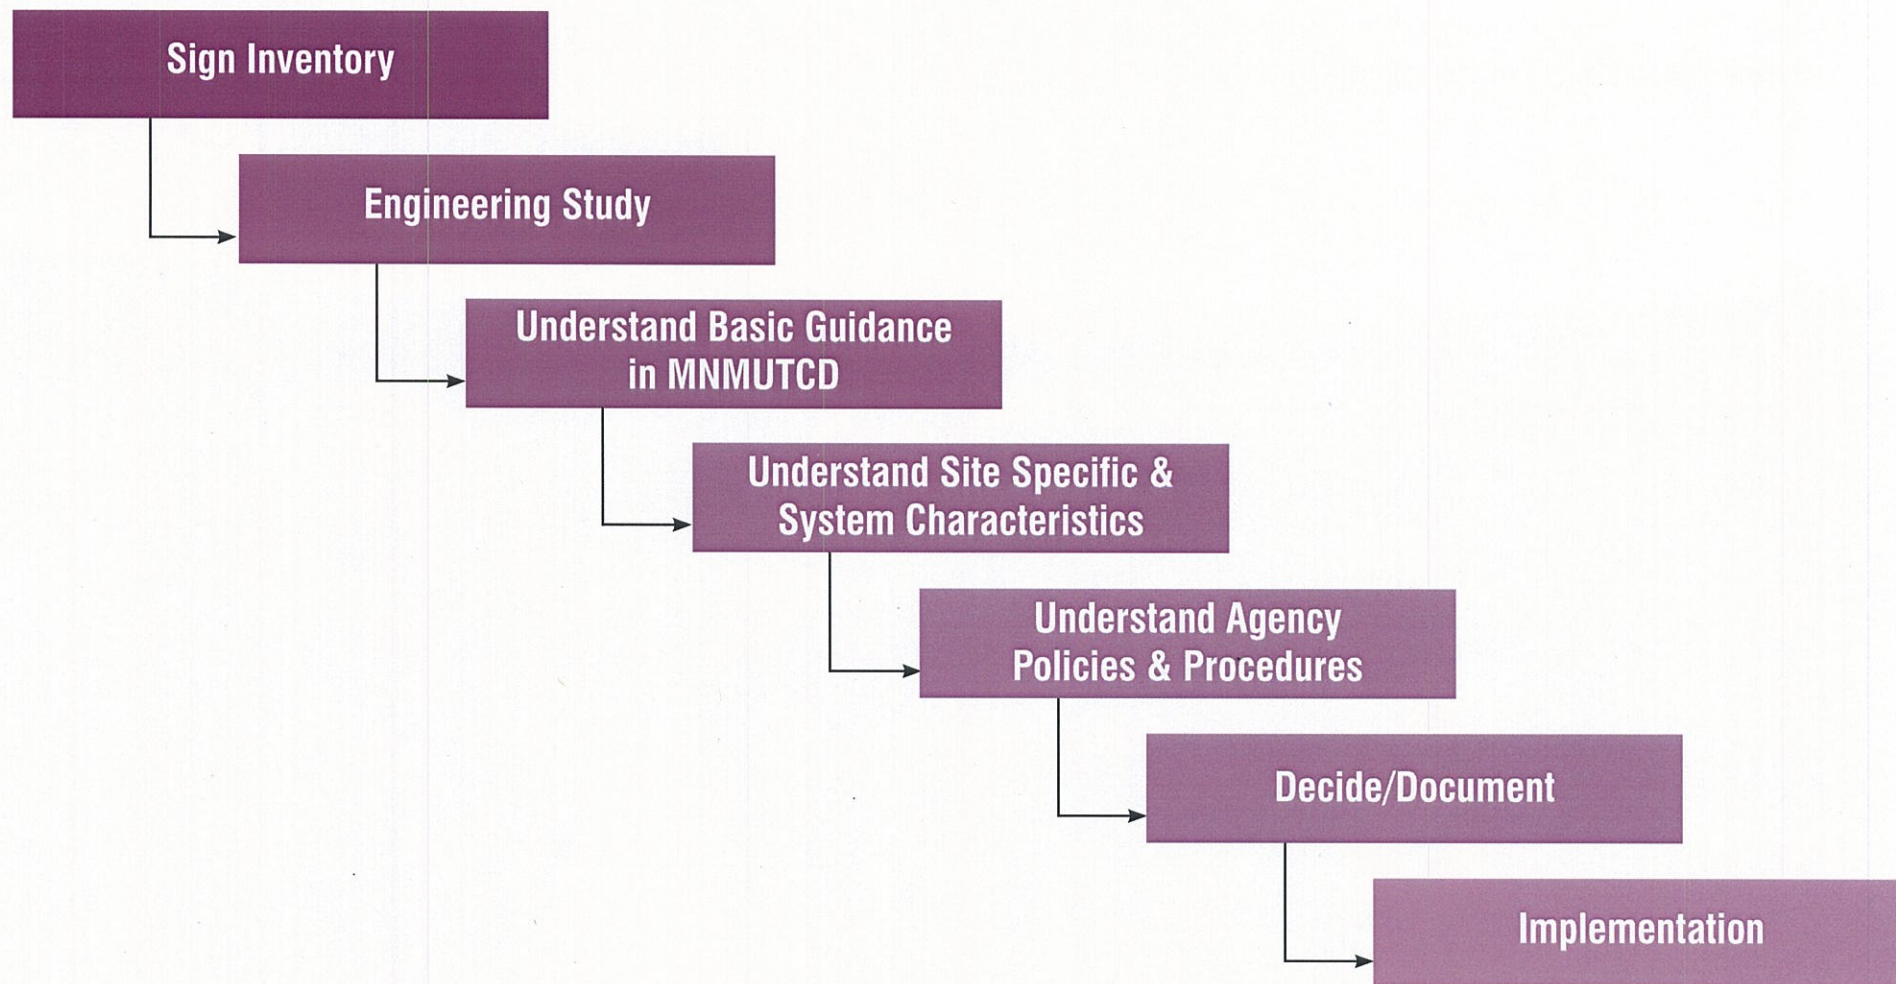 Sign Inventory
Engineering Study
Understand Basic Guidance
in MNMUTCD
Understand Site Specific &
System Characteristics
Understand Agency
Policies & Procedures
Decide/Document
Implementation